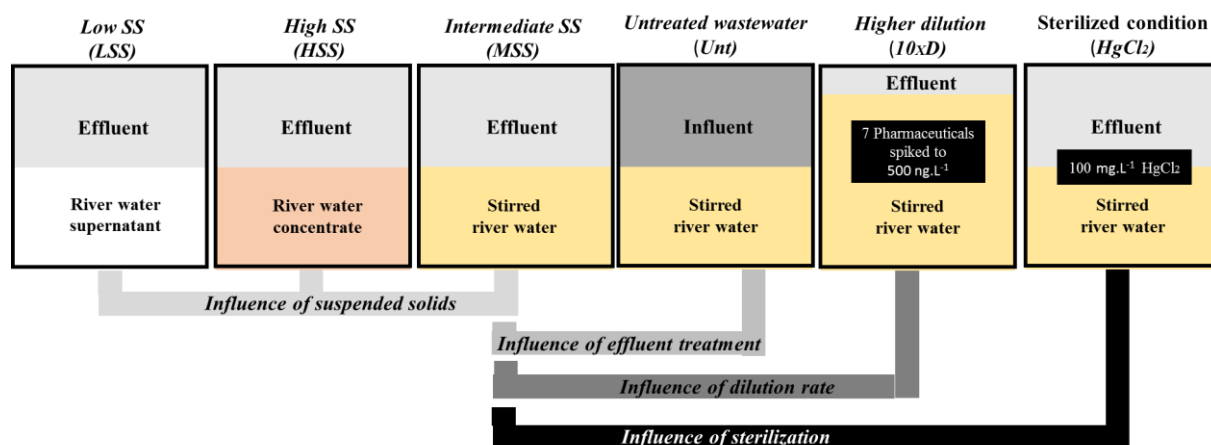 Low SS
(LSS)
High SS
(HSS)
Intermediate SS
(MSS)
Untreated wastewater
(Unt)
Higher dilution
(10xD)
Sterilized condition
(HgCl₂)
Effluent
River water
supernatant
Effluent
River water
concentrate
Effluent
Stirred
river water
Influent
Stirred
river water
Effluent
7 Pharmaceuticals
spiked to
500 ng.L⁻¹
Stirred
river water
Effluent
100 mg.L⁻¹ HgCl₂
Stirred
river water
Influence of suspended solids
Influence of effluent treatment
Influence of dilution rate
Influence of sterilization